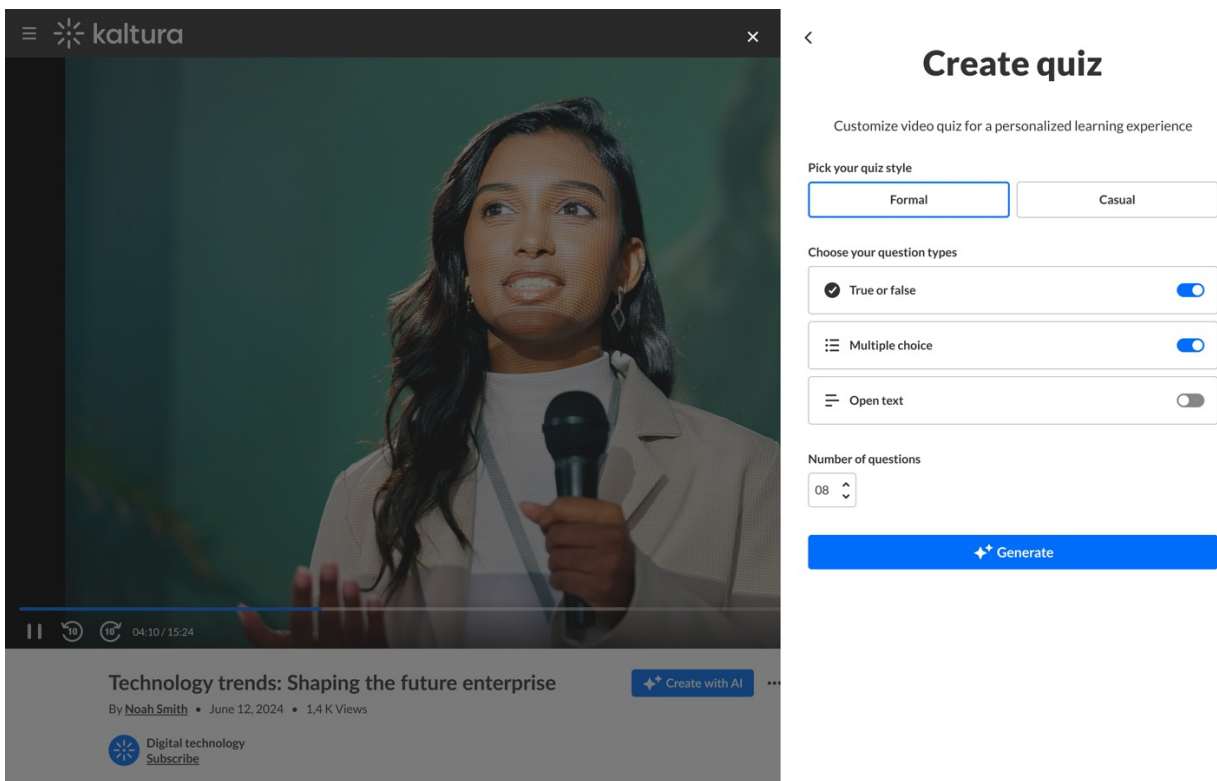 kaltura
Create quiz
Customize video quiz for a personalized learning experience
Pick your quiz style
Formal
Casual
Choose your question types
True or false
Multiple choice
Open text
Number of questions
08
Generate
10
10
04:10 / 15:24
Technology trends: Shaping the future enterprise
Create with AI
By Noah Smith • June 12, 2024 • 1,4 K Views
Digital technology
Subscribe